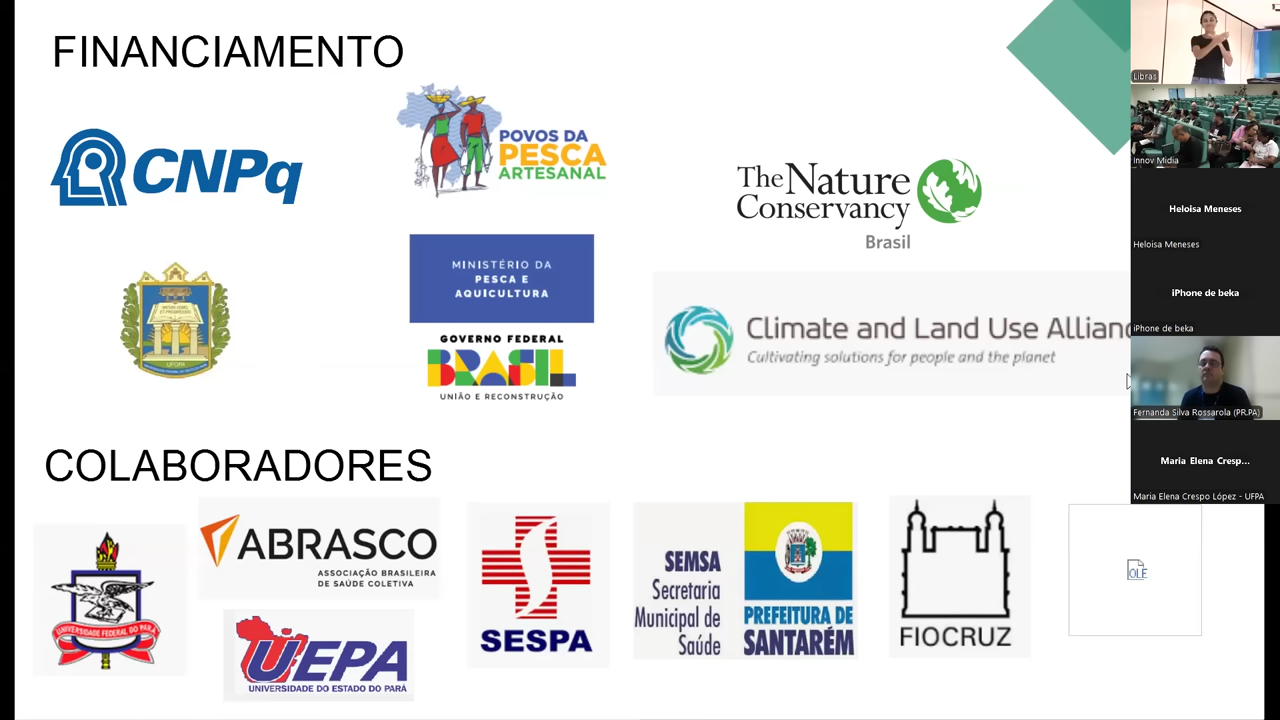 FINANCIAMENTO
CNPq
POVOS DA
PESCA
ARTESANAL
The Nature
Conservancy
Brasil
MINISTÉRIO DA
PESCA E
AQUICULTURA
GOVERNO FEDERAL
BRASIL
UNIÃO E RECONSTRUÇÃO
UFOPA
Climate and Land Use Allianc
Cultivating solutions for people and the planet
COLABORADORES
UNIVERSIDADE FEDERAL DO PARÁ
ABRASCO
ASSOCIAÇÃO BRASILEIRA
DE SAÚDE COLETIVA
UEPA
UNIVERSIDADE DO ESTADO DO PARÁ
SESPA
SEMSA
Secretaria
Municipal de
Saúde
PREFEITURA DE
SANTARÉM
FIOCRUZ
OLE
Libras
Innov Midia
Heloisa Meneses
Heloisa Meneses
iPhone de beka
iPhone de beka
Fernanda Silva Rossarola (PR.PA)
Maria Elena Cresp...
Maria Elena Crespo López - UFPA